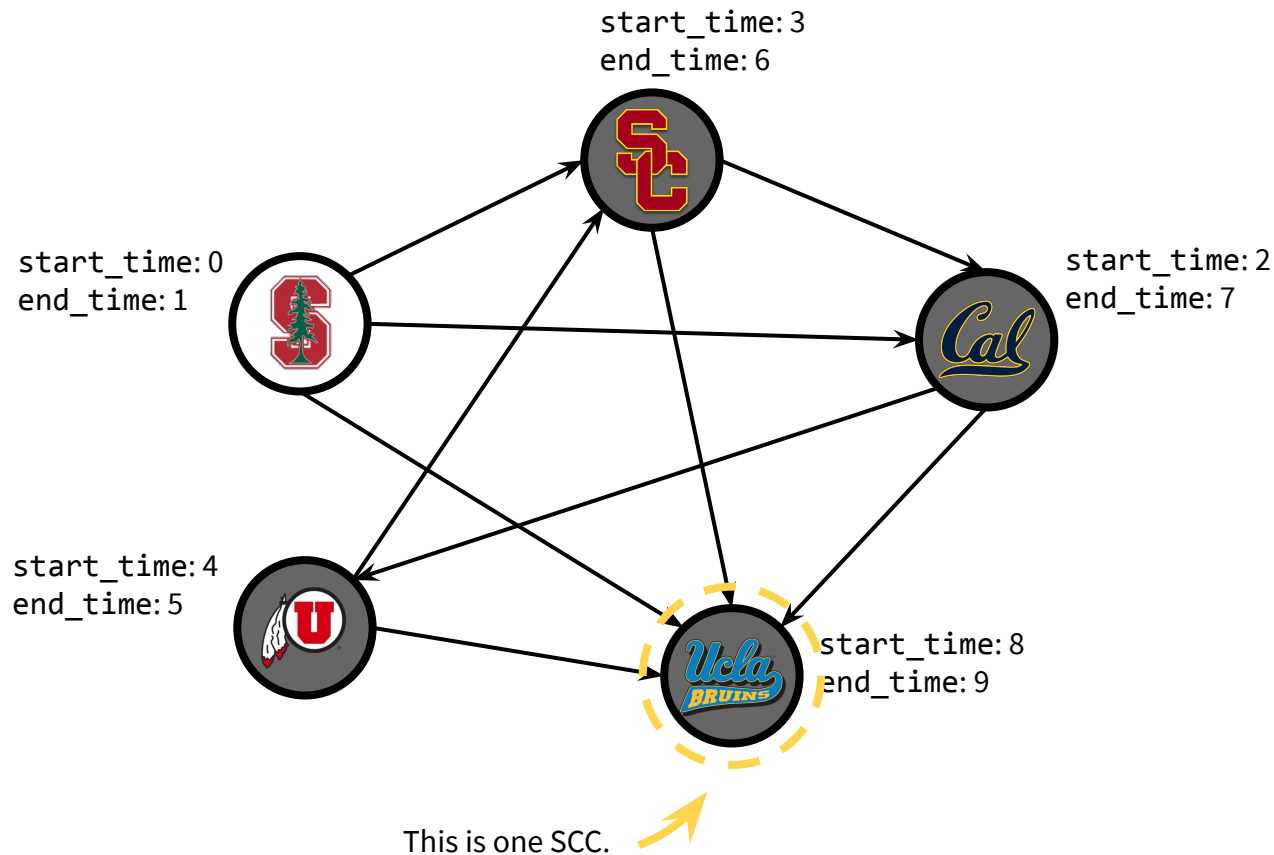 start_time: 3
end_time: 6
SC
start_time: 0
end_time: 1
S
start_time: 2
end_time: 7
Cal
start_time: 4
end_time: 5
U
start_time: 8
end_time: 9
Ucla
BRUINS
This is one SCC.